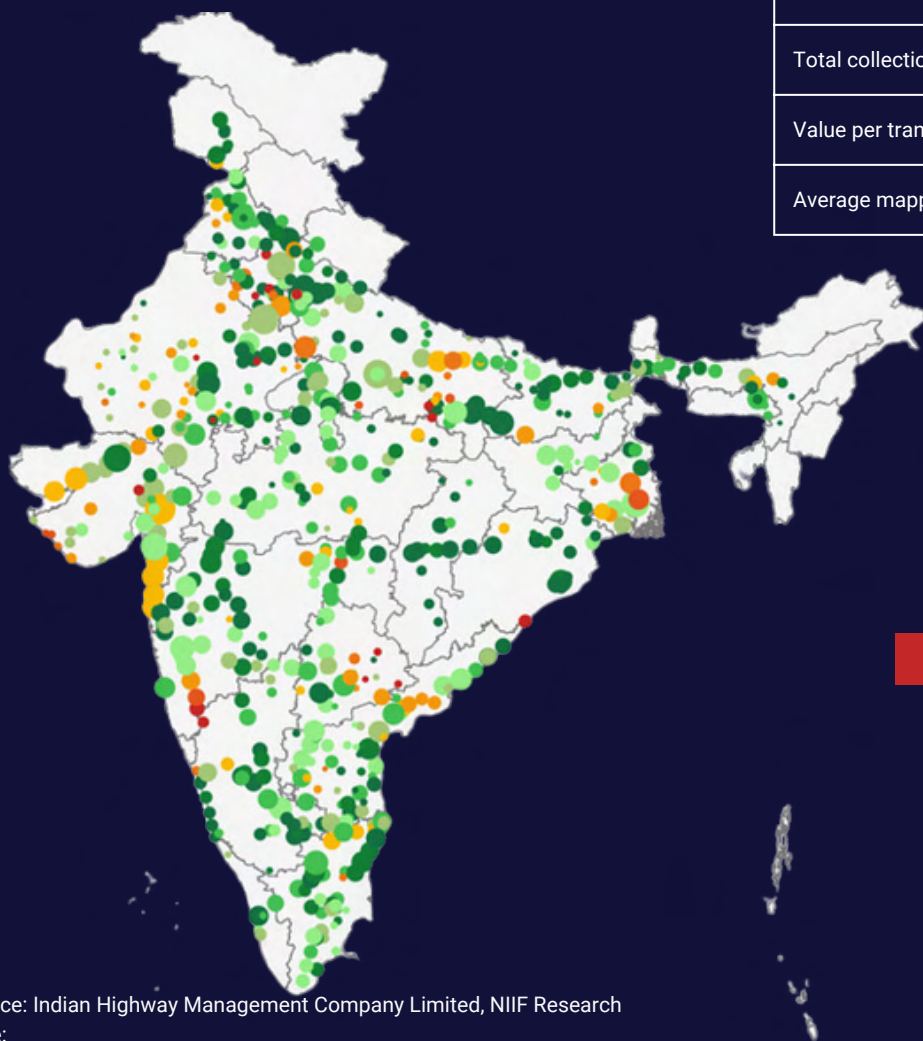 Total collectio
Value per tran
Average mapp
ce: Indian Highway Management Company Limited, NIIF Research